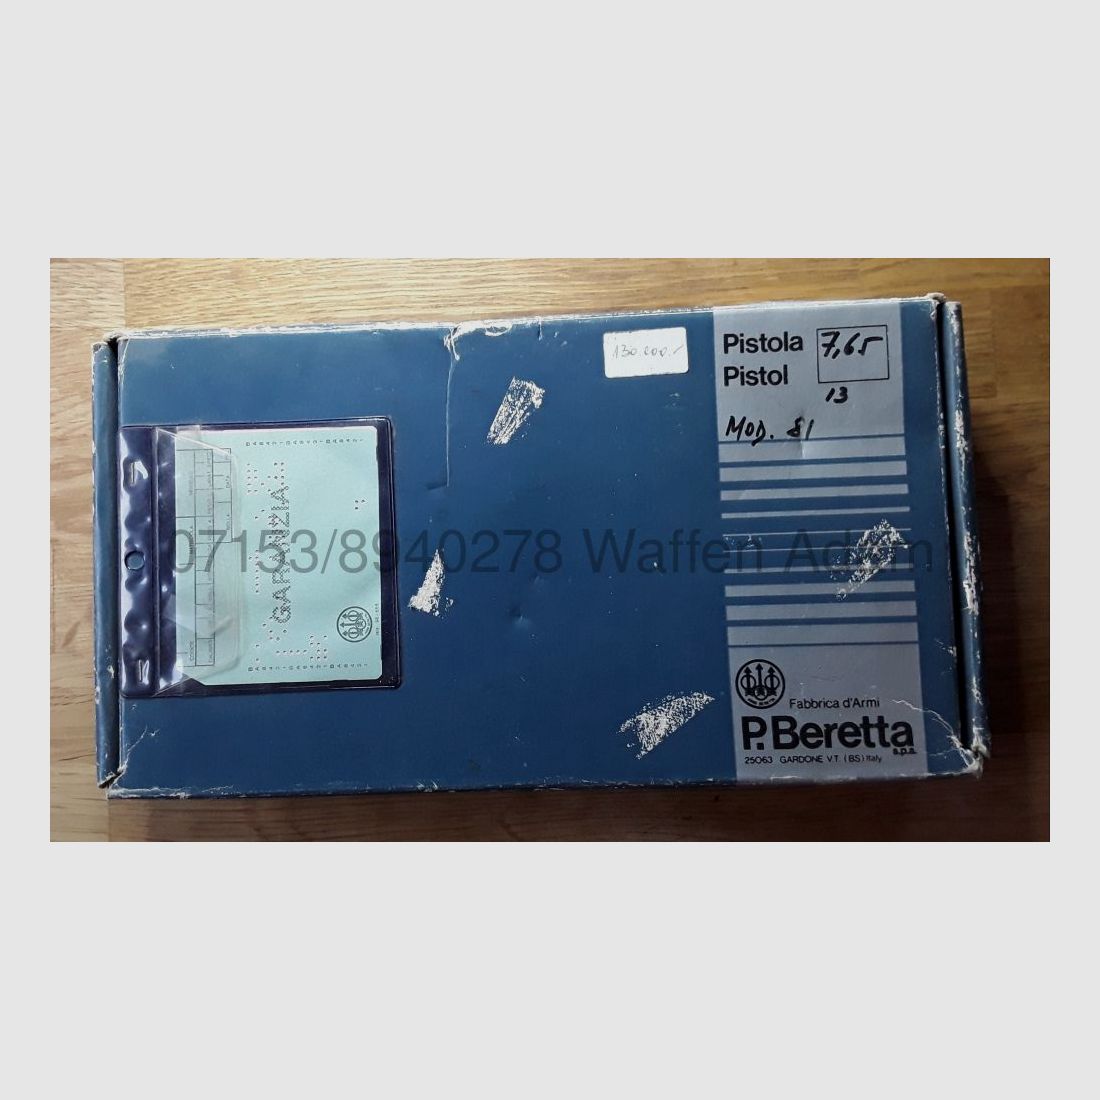 130.000.-
Pistola
Pistol
7,65
13
MOD. 81
GARANZIA
07153/8940278 Waffen Adam
Fabbrica d'Armi
P. Beretta
s.p.a.
25063 GARDONE V.T. (BS) Italy